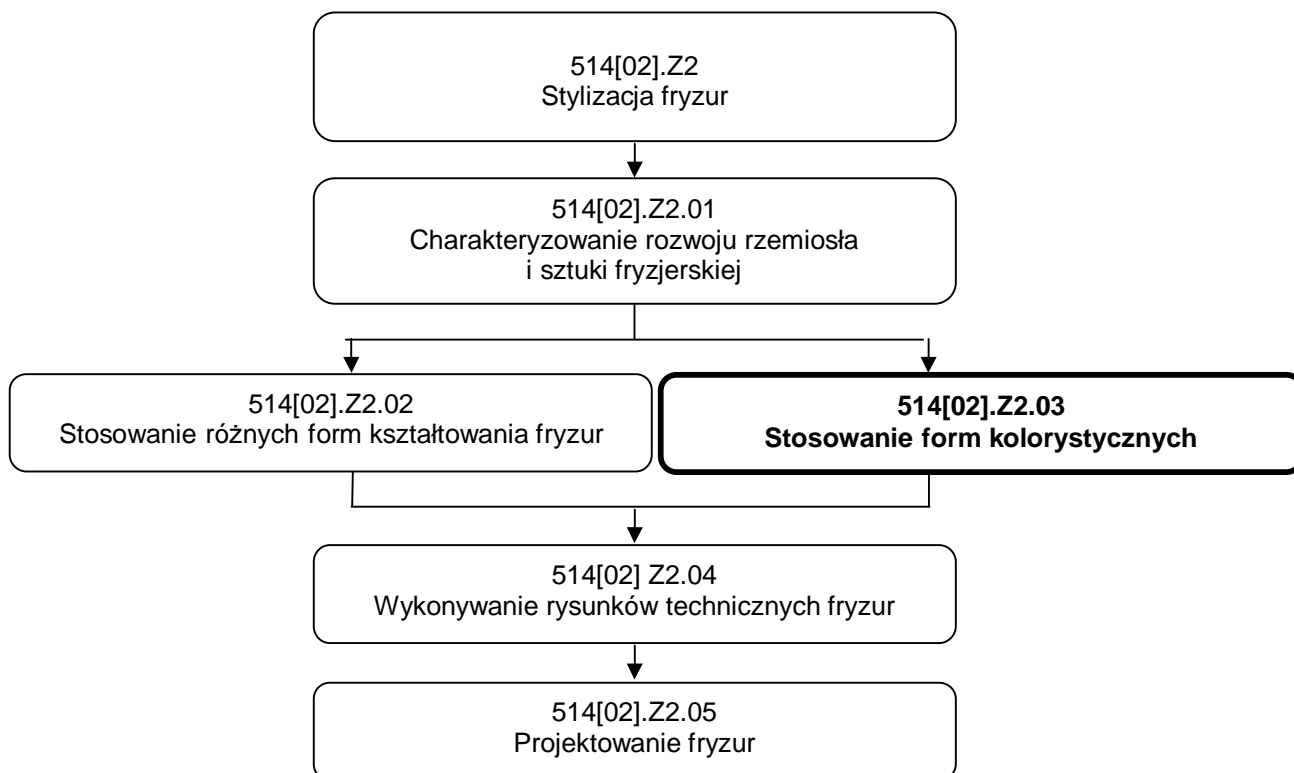 514[02].Z2
Stylizacja fryzur
514[02].Z2.01
Charakteryzowanie rozwoju rzemiosła
i sztuki fryzjerskiej
514[02].Z2.02
Stosowanie różnych form kształtowania fryzur
514[02].Z2.03
Stosowanie form kolorystycznych
514[02] Z2.04
Wykonywanie rysunków technicznych fryzur
514[02].Z2.05
Projektowanie fryzur